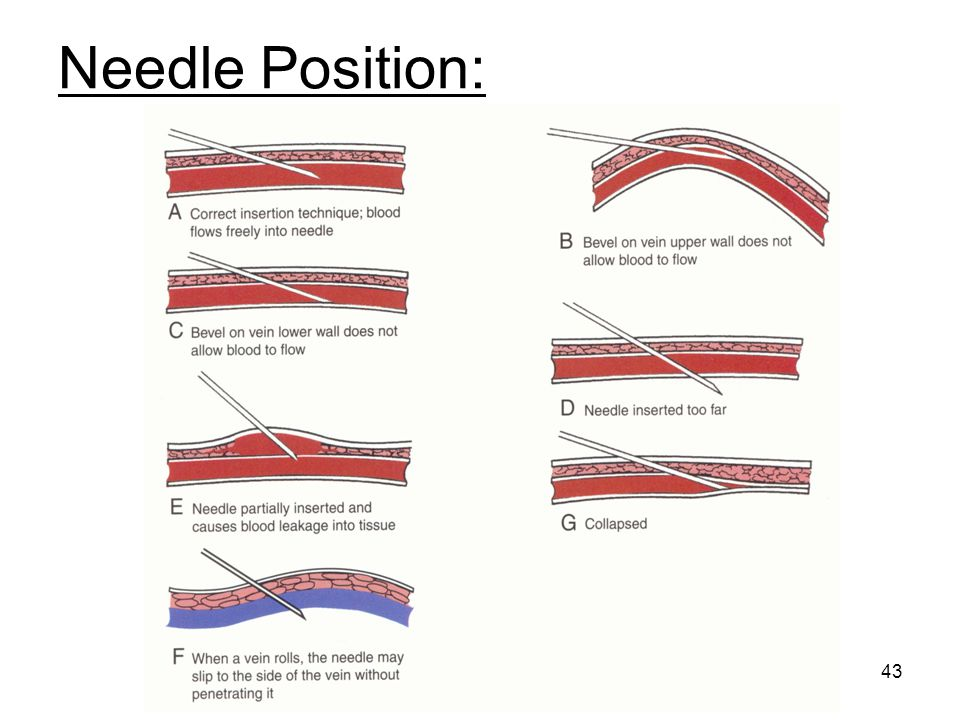 Needle Position:
A Correct insertion technique; blood
flows freely into needle
B Bevel on vein upper wall does not
allow blood to flow
C Bevel on vein lower wall does not
allow blood to flow
D Needle inserted too far
E Needle partially inserted and
causes blood leakage into tissue
G Collapsed
F When a vein rolls, the needle may
slip to the side of the vein without
penetrating it
43